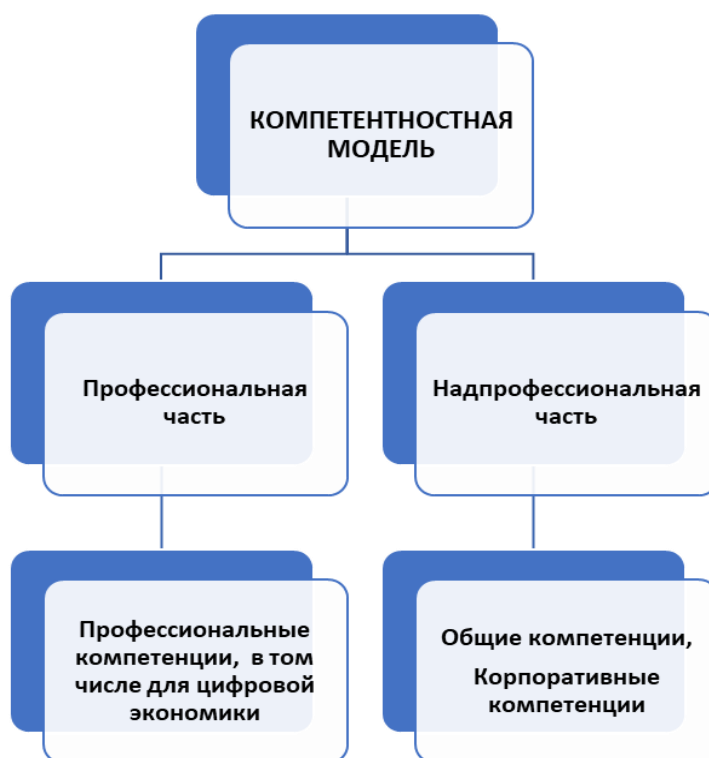 КОМПЕТЕНТНОСТНАЯ
МОДЕЛЬ
Профессиональная
часть
Надпрофессиональная
часть
Профессиональные
компетенции, в том
числе для цифровой
экономики
Общие компетенции,
Корпоративные
компетенции